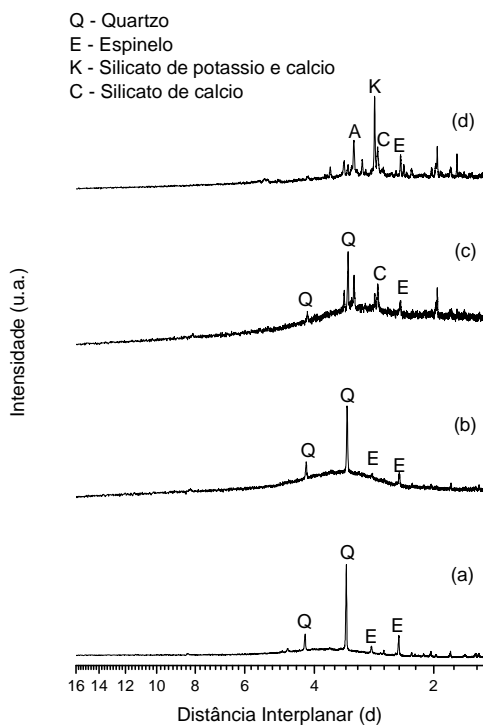 Q - Quartzo
E - Espinelo
K - Silicato de potassio e calcio
C - Silicato de calcio
K
A
C
E
(d)
Q
Q
C
E
(c)
Q
Q
E
E
(b)
Q
Q
E
E
(a)
Intensidade (u.a.)
16 14 12 10 8 6 4 2
Distância Interplanar (d)